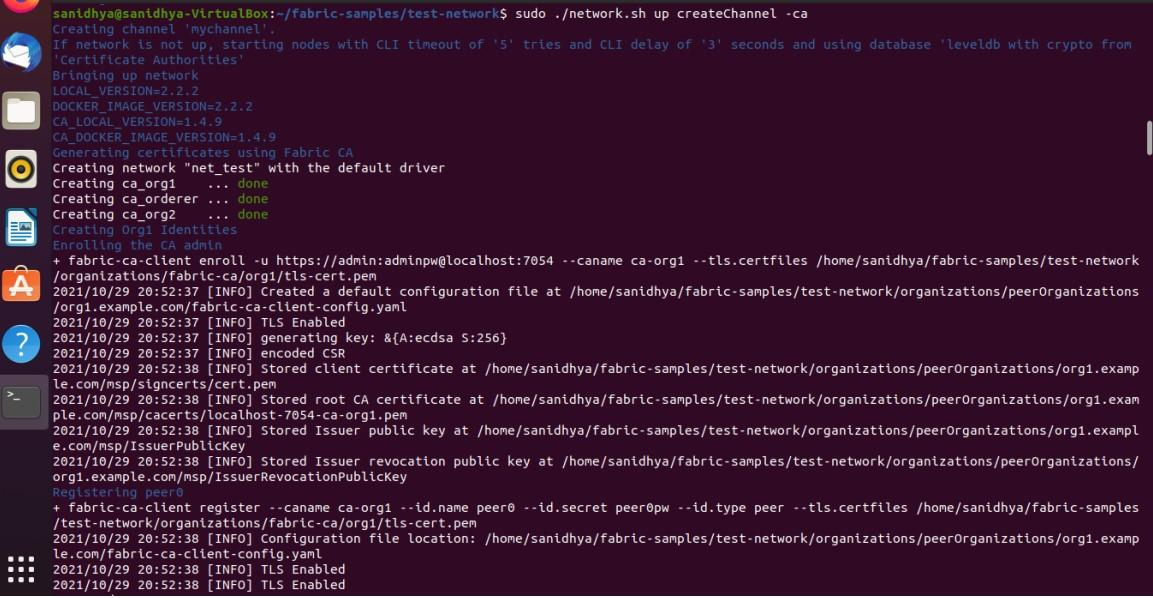 sanidhya@sanidhya-VirtualBox:~/fabric-samples/test-network$ sudo ./network.sh up createChannel -ca
Creating channel 'mychannel'.
If network is not up, starting nodes with CLI timeout of '5' tries and CLI delay of '3' seconds and using database 'leveldb with crypto from
'Certificate Authorities'
Bringing up network
LOCAL_VERSION=2.2.2
DOCKER_IMAGE_VERSION=2.2.2
CA_LOCAL_VERSION=1.4.9
CA_DOCKER_IMAGE_VERSION=1.4.9
Generating certificates using Fabric CA
Creating network "net_test" with the default driver
Creating ca_org1    ... done
Creating ca_orderer ... done
Creating ca_org2    ... done
Creating Org1 Identities
Enrolling the CA admin
+ fabric-ca-client enroll -u https://admin:adminpw@localhost:7054 --caname ca-org1 --tls.certfiles /home/sanidhya/fabric-samples/test-network
/organizations/fabric-ca/org1/tls-cert.pem
2021/10/29 20:52:37 [INFO] Created a default configuration file at /home/sanidhya/fabric-samples/test-network/organizations/peerOrganizations
/org1.example.com/fabric-ca-client-config.yaml
2021/10/29 20:52:37 [INFO] TLS Enabled
2021/10/29 20:52:37 [INFO] generating key: &{A:ecdsa S:256}
2021/10/29 20:52:37 [INFO] encoded CSR
2021/10/29 20:52:38 [INFO] Stored client certificate at /home/sanidhya/fabric-samples/test-network/organizations/peerOrganizations/org1.examp
le.com/msp/signcerts/cert.pem
2021/10/29 20:52:38 [INFO] Stored root CA certificate at /home/sanidhya/fabric-samples/test-network/organizations/peerOrganizations/org1.exam
ple.com/msp/cacerts/localhost-7054-ca-org1.pem
2021/10/29 20:52:38 [INFO] Stored Issuer public key at /home/sanidhya/fabric-samples/test-network/organizations/peerOrganizations/org1.exampl
e.com/msp/IssuerPublicKey
2021/10/29 20:52:38 [INFO] Stored Issuer revocation public key at /home/sanidhya/fabric-samples/test-network/organizations/peerOrganizations/
org1.example.com/msp/IssuerRevocationPublicKey
Registering peer0
+ fabric-ca-client register --caname ca-org1 --id.name peer0 --id.secret peer0pw --id.type peer --tls.certfiles /home/sanidhya/fabric-samples
/test-network/organizations/fabric-ca/org1/tls-cert.pem
2021/10/29 20:52:38 [INFO] Configuration file location: /home/sanidhya/fabric-samples/test-network/organizations/peerOrganizations/org1.examp
le.com/fabric-ca-client-config.yaml
2021/10/29 20:52:38 [INFO] TLS Enabled
2021/10/29 20:52:38 [INFO] TLS Enabled